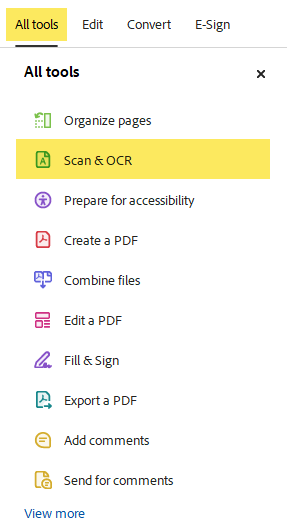 All tools Edit Convert E-Sign
All tools
Organize pages
Scan & OCR
Prepare for accessibility
Create a PDF
Combine files
Edit a PDF
Fill & Sign
Export a PDF
Add comments
Send for comments
View more